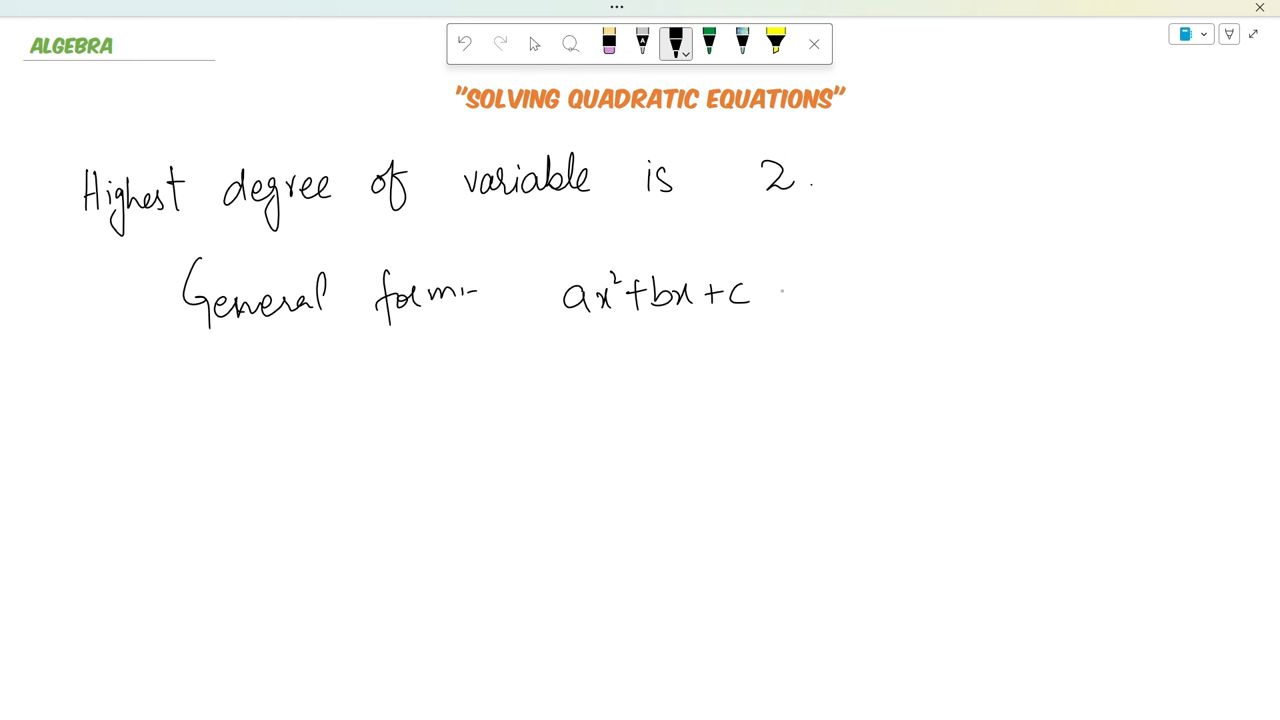 ALGEBRA
"SOLVING QUADRATIC EQUATIONS"
Highest degree of variable is 2.
General form:- ax²+bx+c